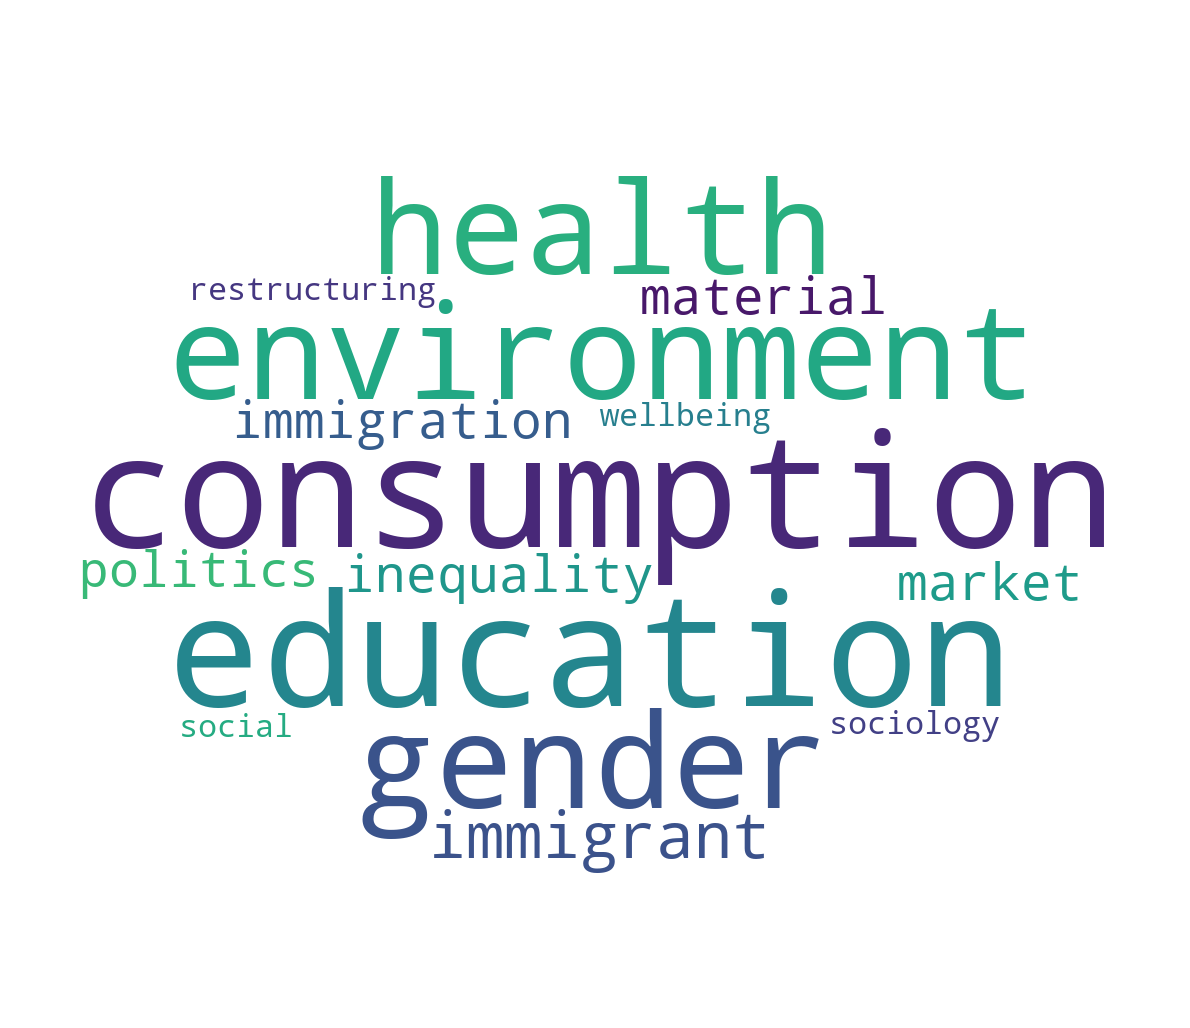 health
restructuring material
environment
immigration wellbeing
consumption
politics inequality market
education
social sociology
gender
immigrant